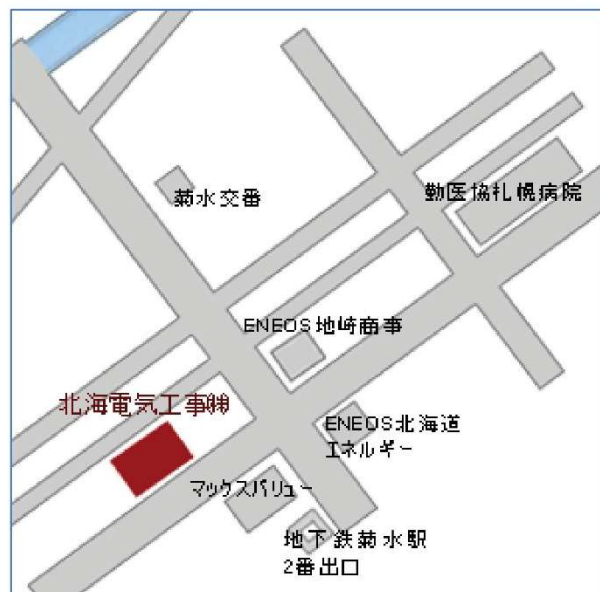 菊水交番
勤医協札幌病院
ENEOS地崎商事
北海電気工事㈱
ENEOS北海道
エネルギー
マックスバリュー
地下鉄菊水駅
2番出口